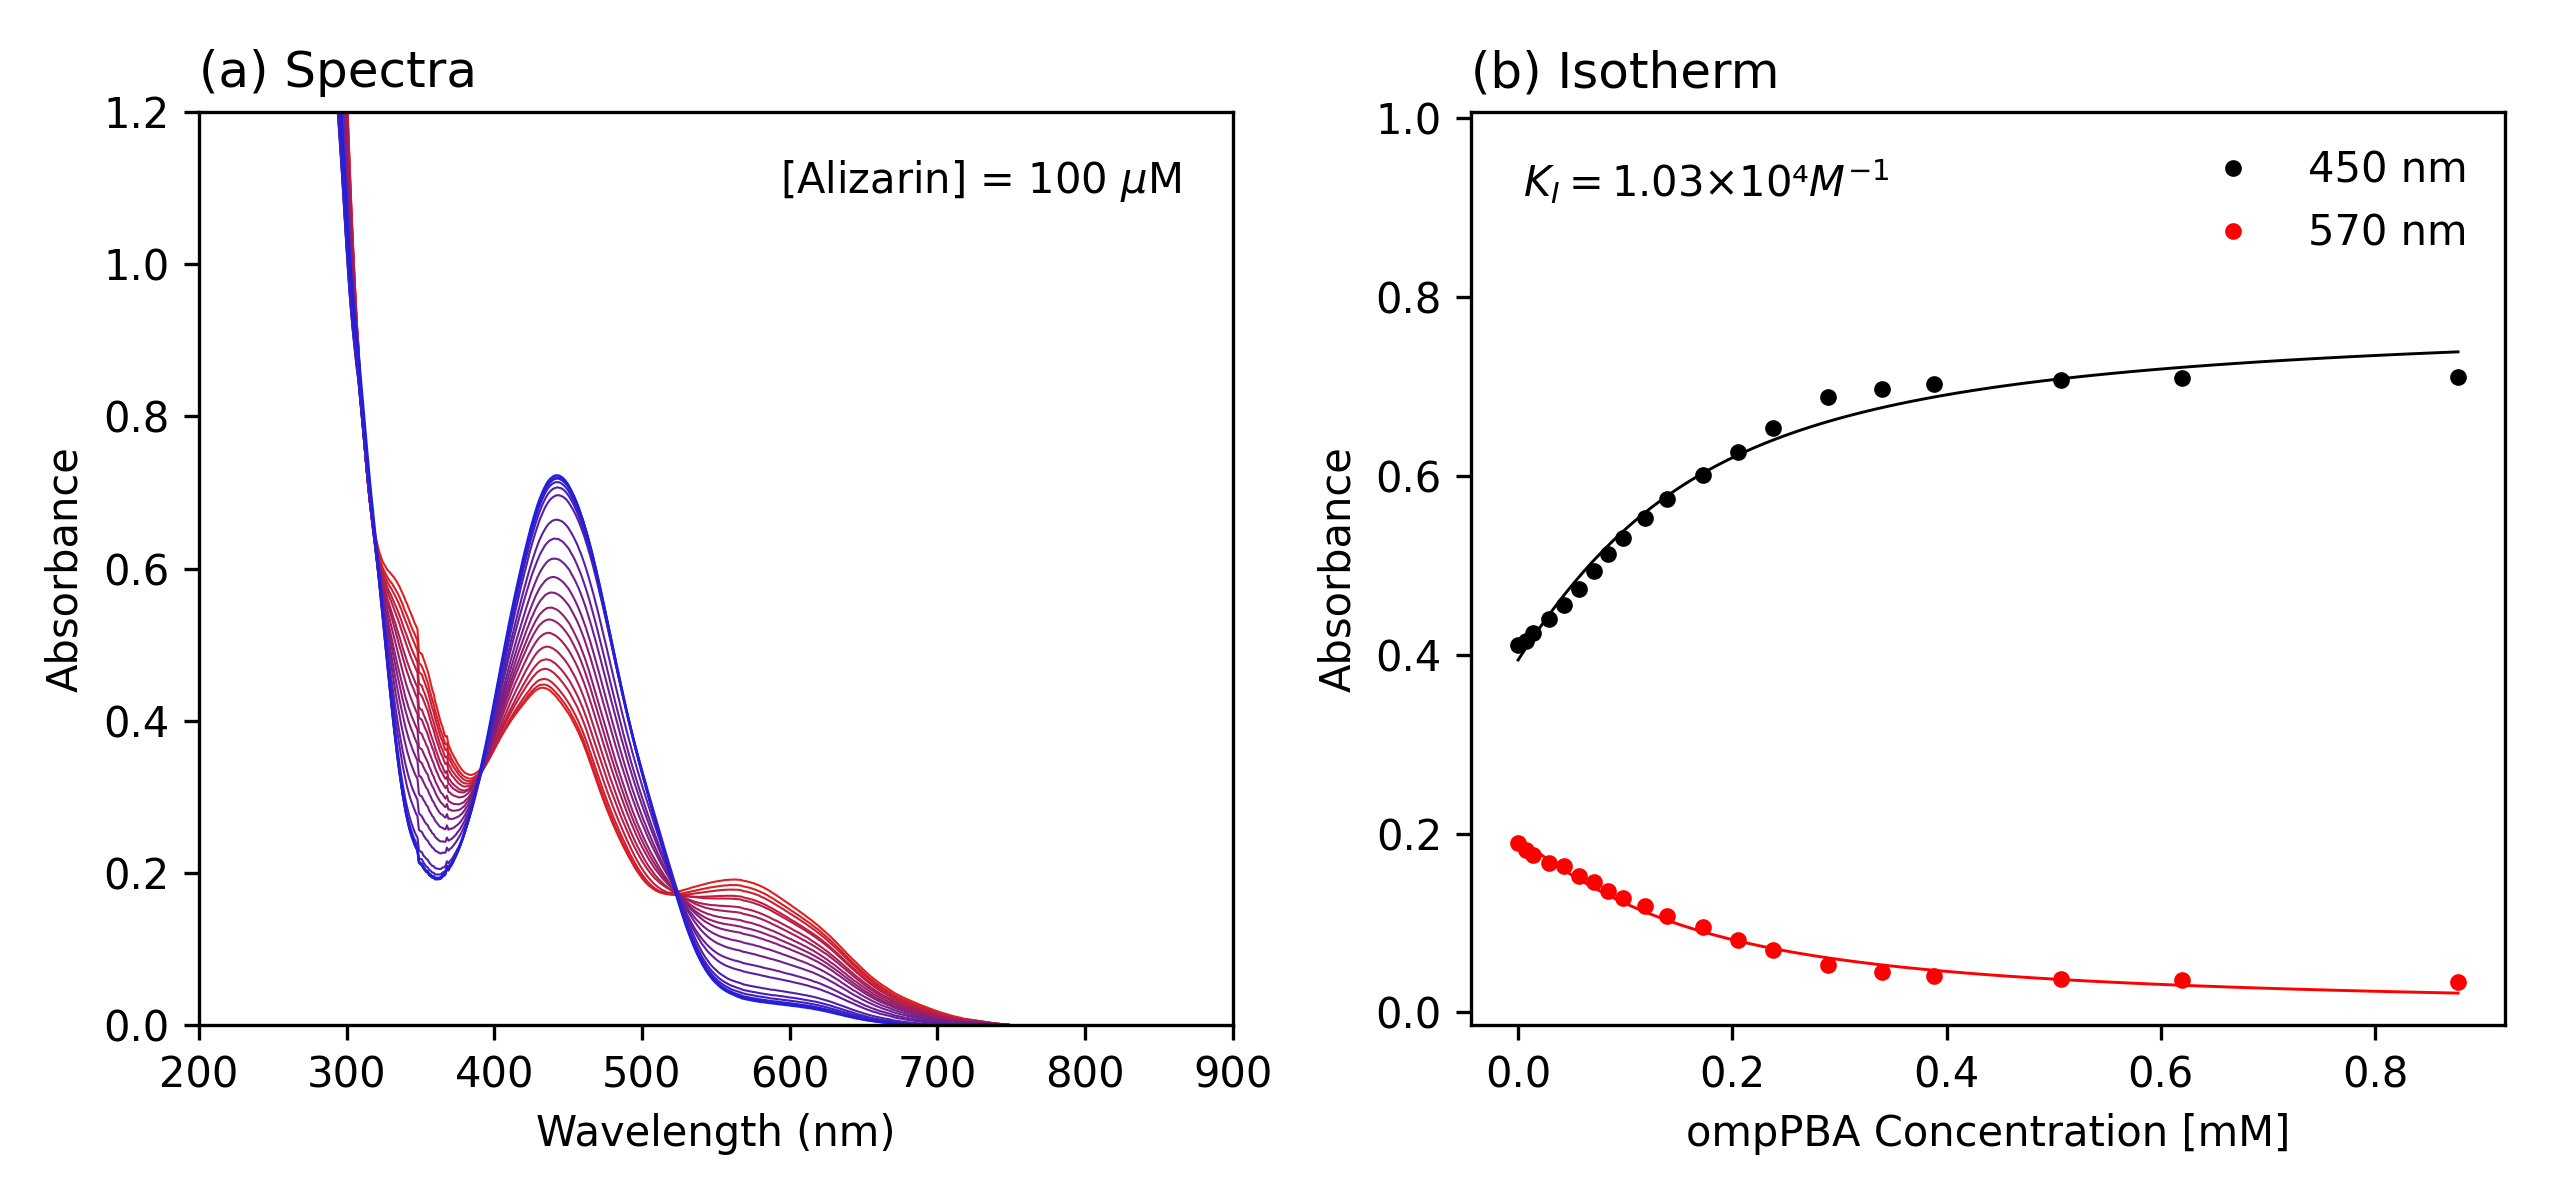 (a) Spectra
1.2
1.0
0.8
0.6
0.4
0.2
0.0
Absorbance
[Alizarin] = 100 μM
200 300 400 500 600 700 800 900
Wavelength (nm)
(b) Isotherm
1.0
0.8
0.6
0.4
0.2
0.0
Absorbance
K_I = 1.03×10⁴M⁻¹
450 nm
570 nm
0.0 0.2 0.4 0.6 0.8
ompPBA Concentration [mM]